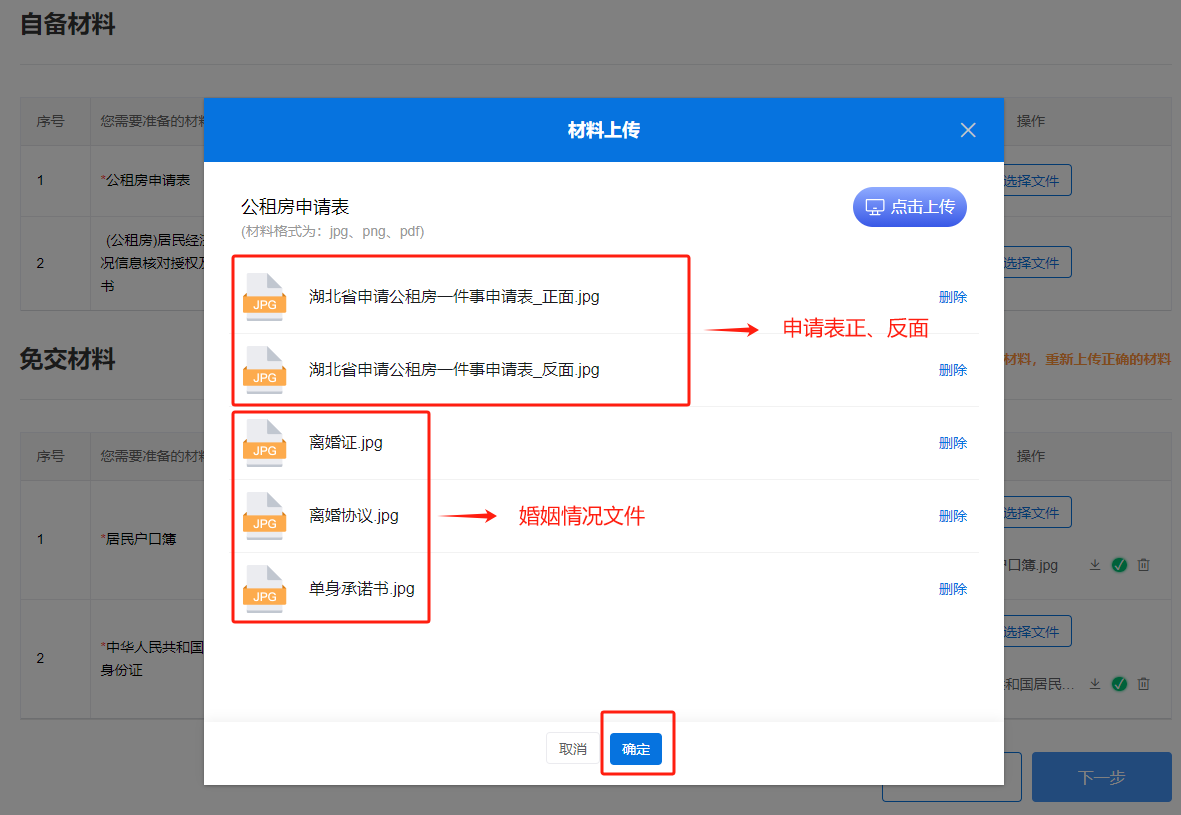 自备材料
序号
您需要准备的材料
操作
1
*公租房申请表
选择文件
2
(公租房)居民经济
况信息核对授权及
书
选择文件
免交材料
材料，重新上传正确的材料
序号
您需要准备的材料
操作
1
*居民户口簿
选择文件
口簿.jpg
2
*中华人民共和国
身份证
选择文件
和国居民...
下一步
材料上传
公租房申请表
(材料格式为：jpg、png、pdf)
点击上传
JPG
湖北省申请公租房一件事申请表_正面.jpg
删除
申请表正、反面
JPG
湖北省申请公租房一件事申请表_反面.jpg
删除
JPG
离婚证.jpg
删除
JPG
离婚协议.jpg
婚姻情况文件
删除
JPG
单身承诺书.jpg
删除
取消
确定